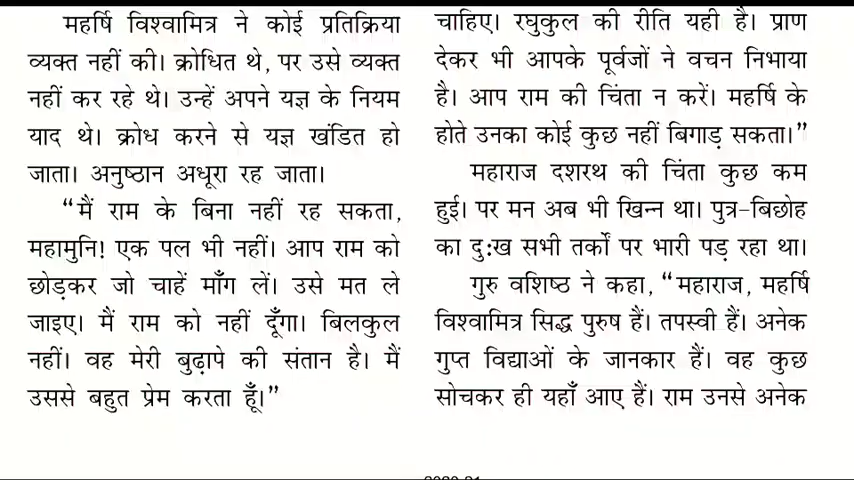 महर्षि विश्वामित्र ने कोई प्रतिक्रिया
व्यक्त नहीं की। क्रोधित थे, पर उसे व्यक्त
नहीं कर रहे थे। उन्हें अपने यज्ञ के नियम
याद थे। क्रोध करने से यज्ञ खंडित हो
जाता। अनुष्ठान अधूरा रह जाता।
“मैं राम के बिना नहीं रह सकता,
महामुनि! एक पल भी नहीं। आप राम को
छोड़कर जो चाहें माँग लें। उसे मत ले
जाइए। मैं राम को नहीं दूँगा। बिलकुल
नहीं। वह मेरी बुढ़ापे की संतान है। मैं
उससे बहुत प्रेम करता हूँ।”
चाहिए। रघुकुल की रीति यही है। प्राण
देकर भी आपके पूर्वजों ने वचन निभाया
है। आप राम की चिंता न करें। महर्षि के
होते उनका कोई कुछ नहीं बिगाड़ सकता।”
महाराज दशरथ की चिंता कुछ कम
हुई। पर मन अब भी खिन्न था। पुत्र-बिछोह
का दुःख सभी तर्कों पर भारी पड़ रहा था।
गुरु वशिष्ठ ने कहा, “महाराज, महर्षि
विश्वामित्र सिद्ध पुरुष हैं। तपस्वी हैं। अनेक
गुप्त विद्याओं के जानकार हैं। वह कुछ
सोचकर ही यहाँ आए हैं। राम उनसे अनेक